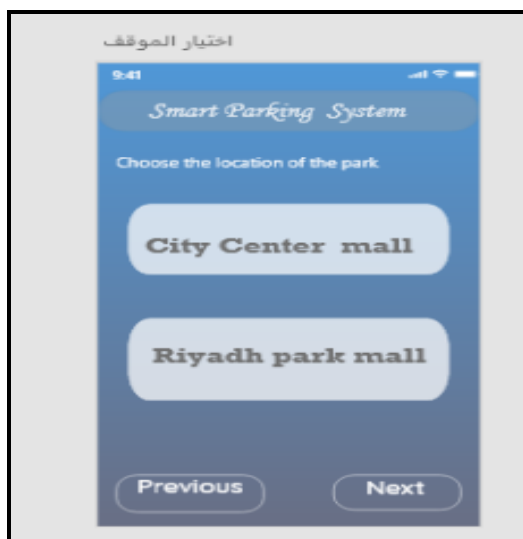 اختيار الموقف
9:41
Smart Parking System
Choose the location of the park
City Center mall
Riyadh park mall
Previous
Next